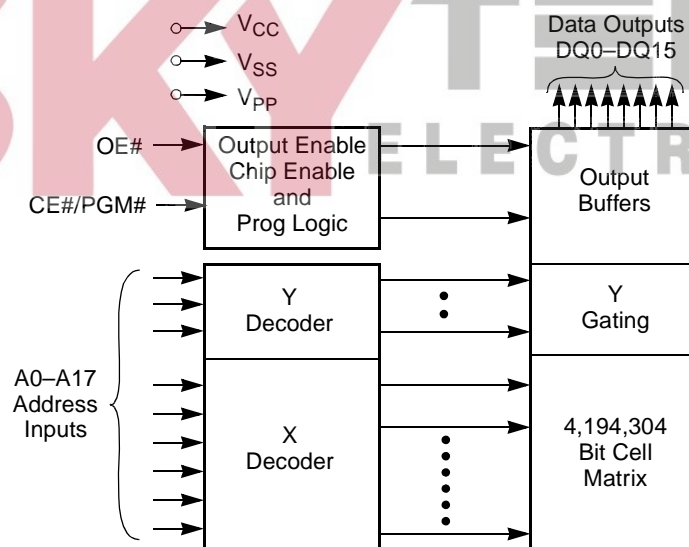 VCC
VSS
VPP
Data Outputs
DQ0–DQ15
OE#
CE#/PGM#
Output Enable
Chip Enable
and
Prog Logic
Output
Buffers
Y
Decoder
Y
Gating
A0–A17
Address
Inputs
X
Decoder
4,194,304
Bit Cell
Matrix
SKY
ELECTR